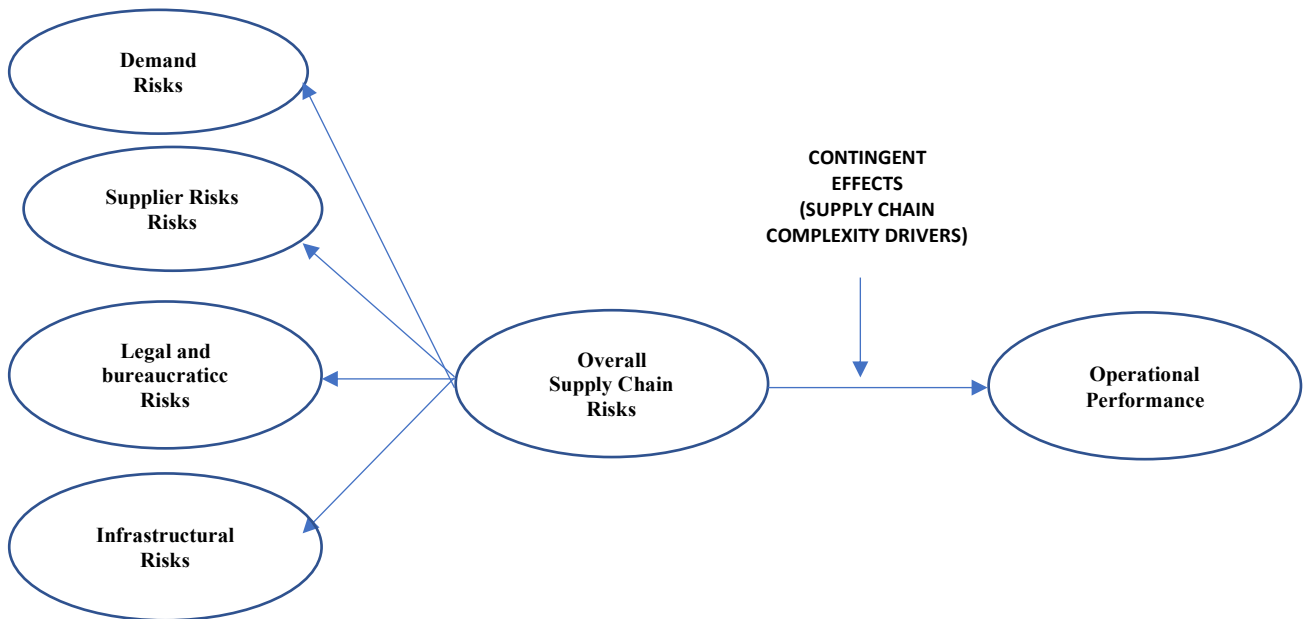 Demand
Risks
Supplier Risks
Risks
Legal and
bureaucraticc
Risks
Infrastructural
Risks
Overall
Supply Chain
Risks
CONTINGENT
EFFECTS
(SUPPLY CHAIN
COMPLEXITY DRIVERS)
Operational
Performance